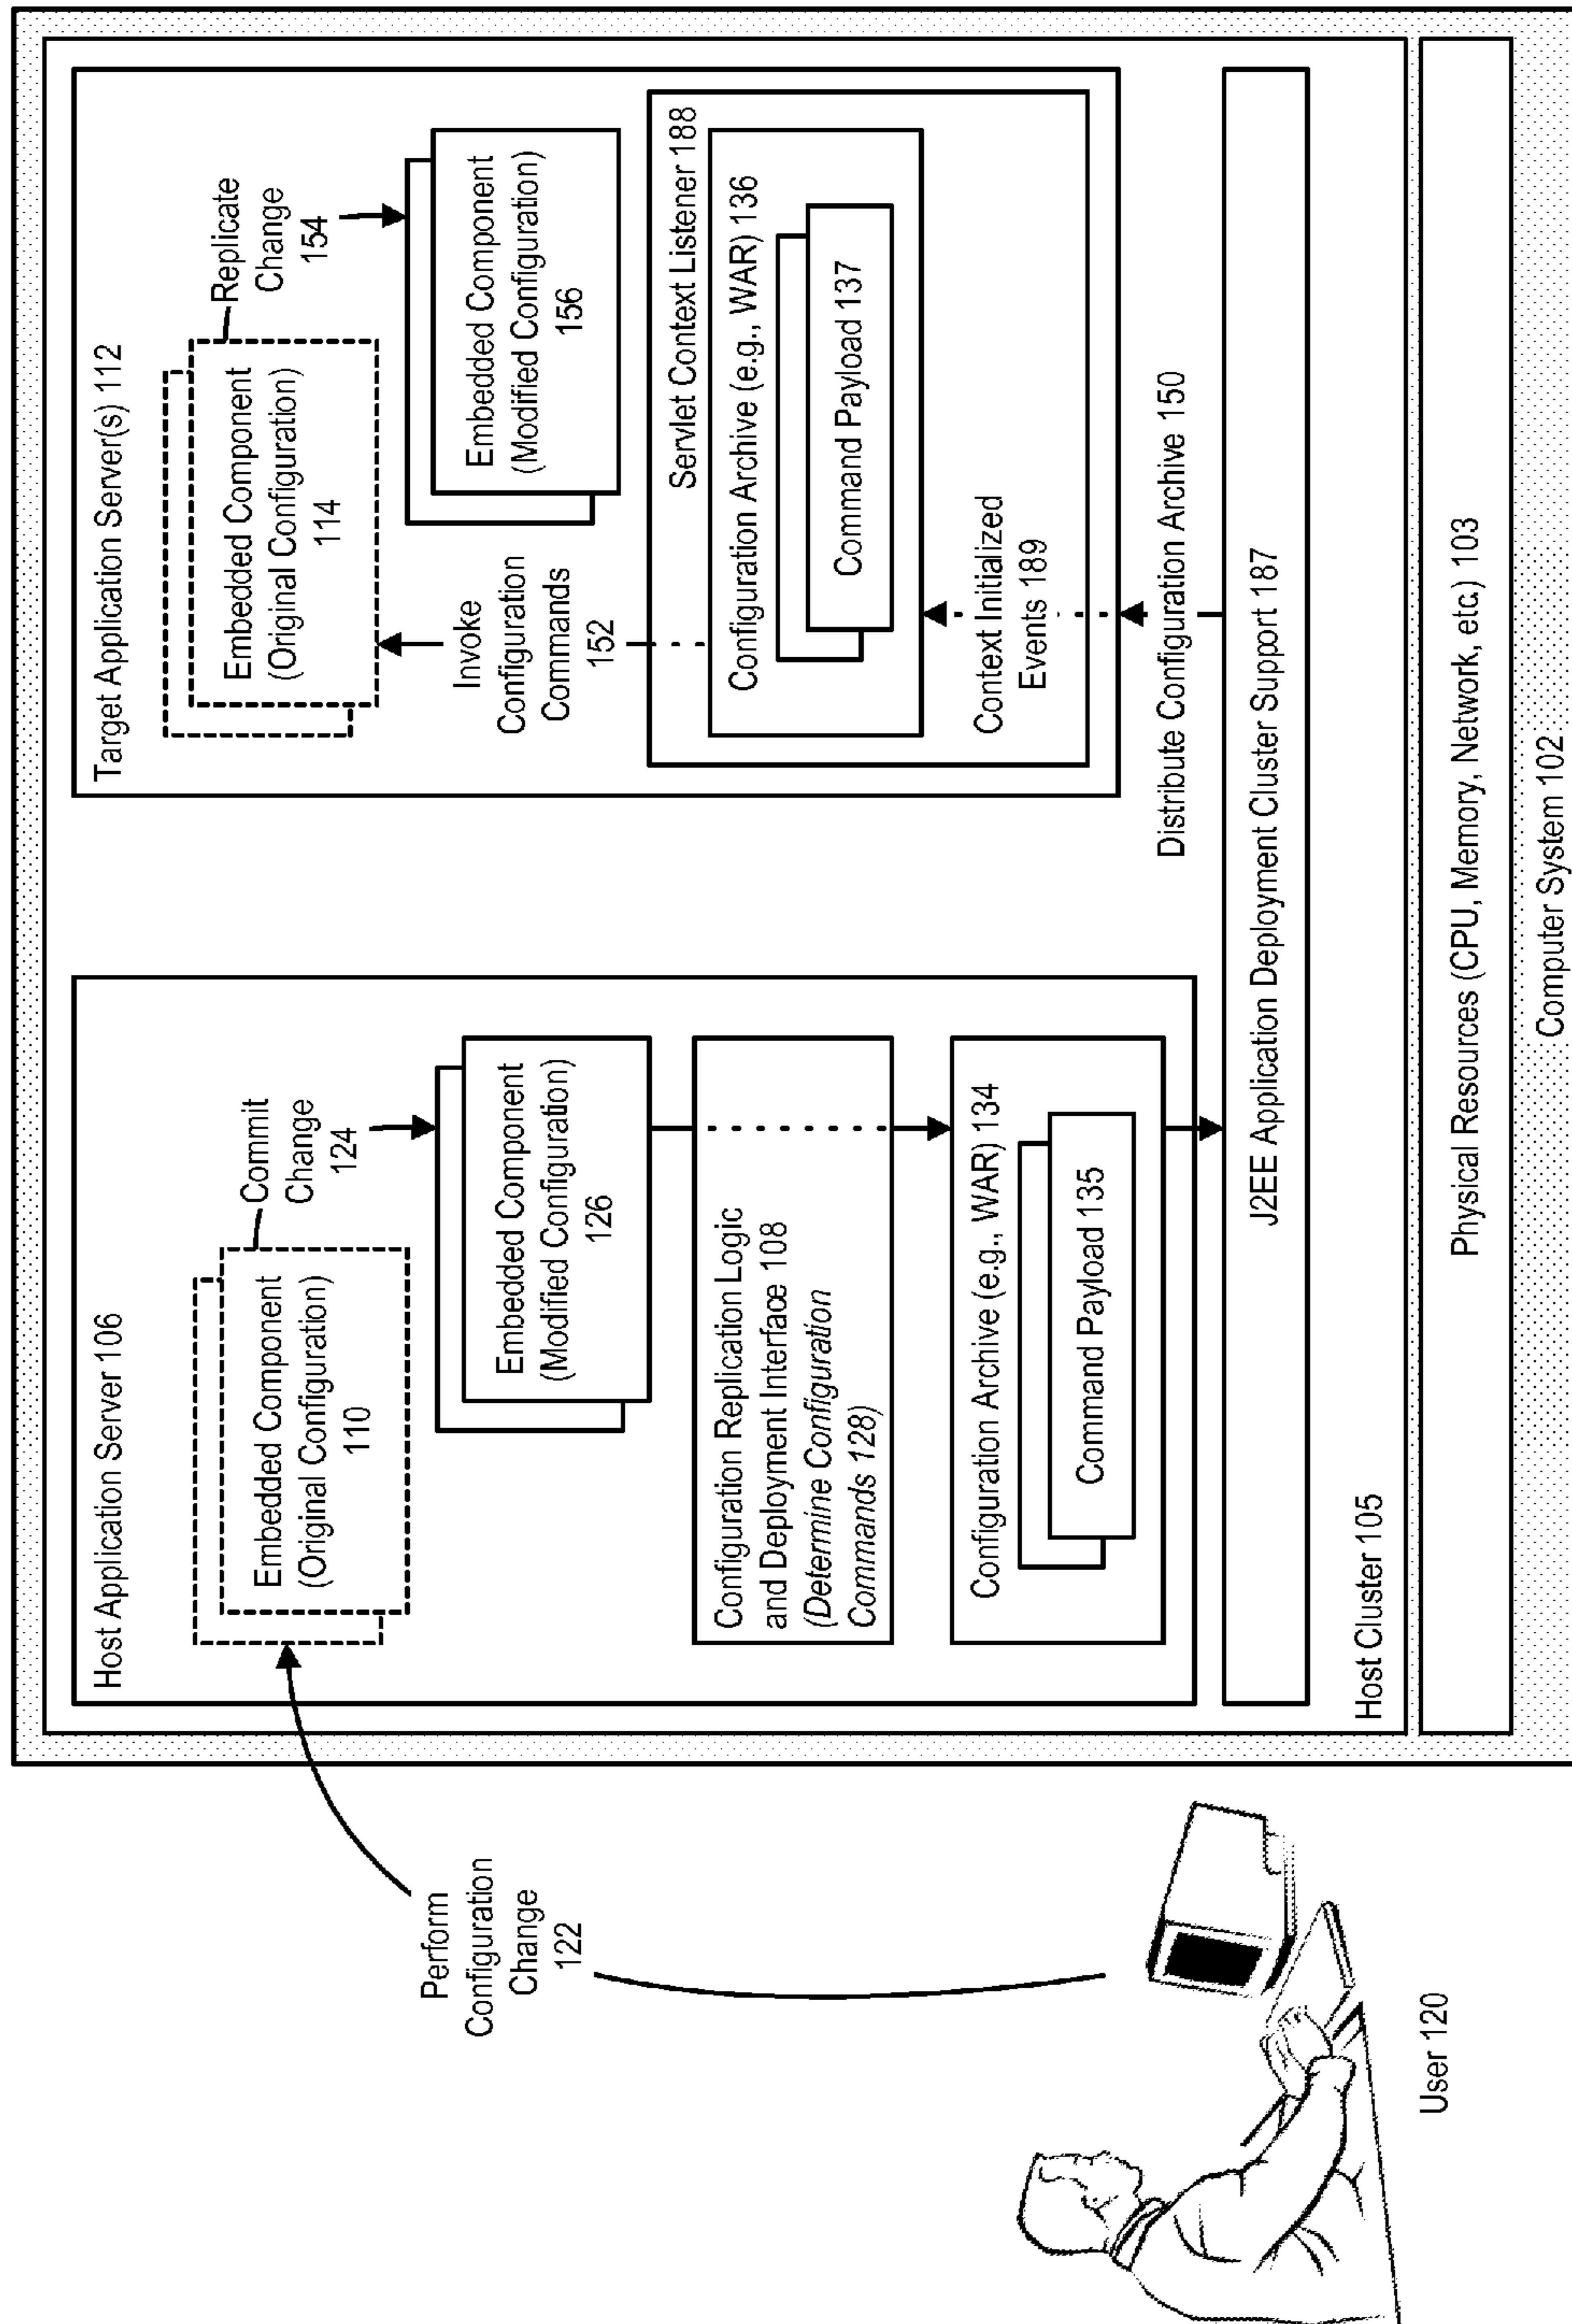 Perform
Configuration
Change
122
User 120
Host Application Server 106
Embedded Component
(Original Configuration)
110
Commit
Change
124
Embedded Component
(Modified Configuration)
126
Configuration Replication Logic
and Deployment Interface 108
(Determine Configuration
Commands 128)
Configuration Archive (e.g., WAR) 134
Command Payload 135
Target Application Server(s) 112
Embedded Component
(Original Configuration)
114
Replicate
Change
154
Invoke
Configuration
Commands
152
Embedded Component
(Modified Configuration)
156
Servlet Context Listener 188
Configuration Archive (e.g., WAR) 136
Command Payload 137
Context Initialized
Events 189
Distribute Configuration Archive 150
J2EE Application Deployment Cluster Support 187
Host Cluster 105
Physical Resources (CPU, Memory, Network, etc.) 103
Computer System 102